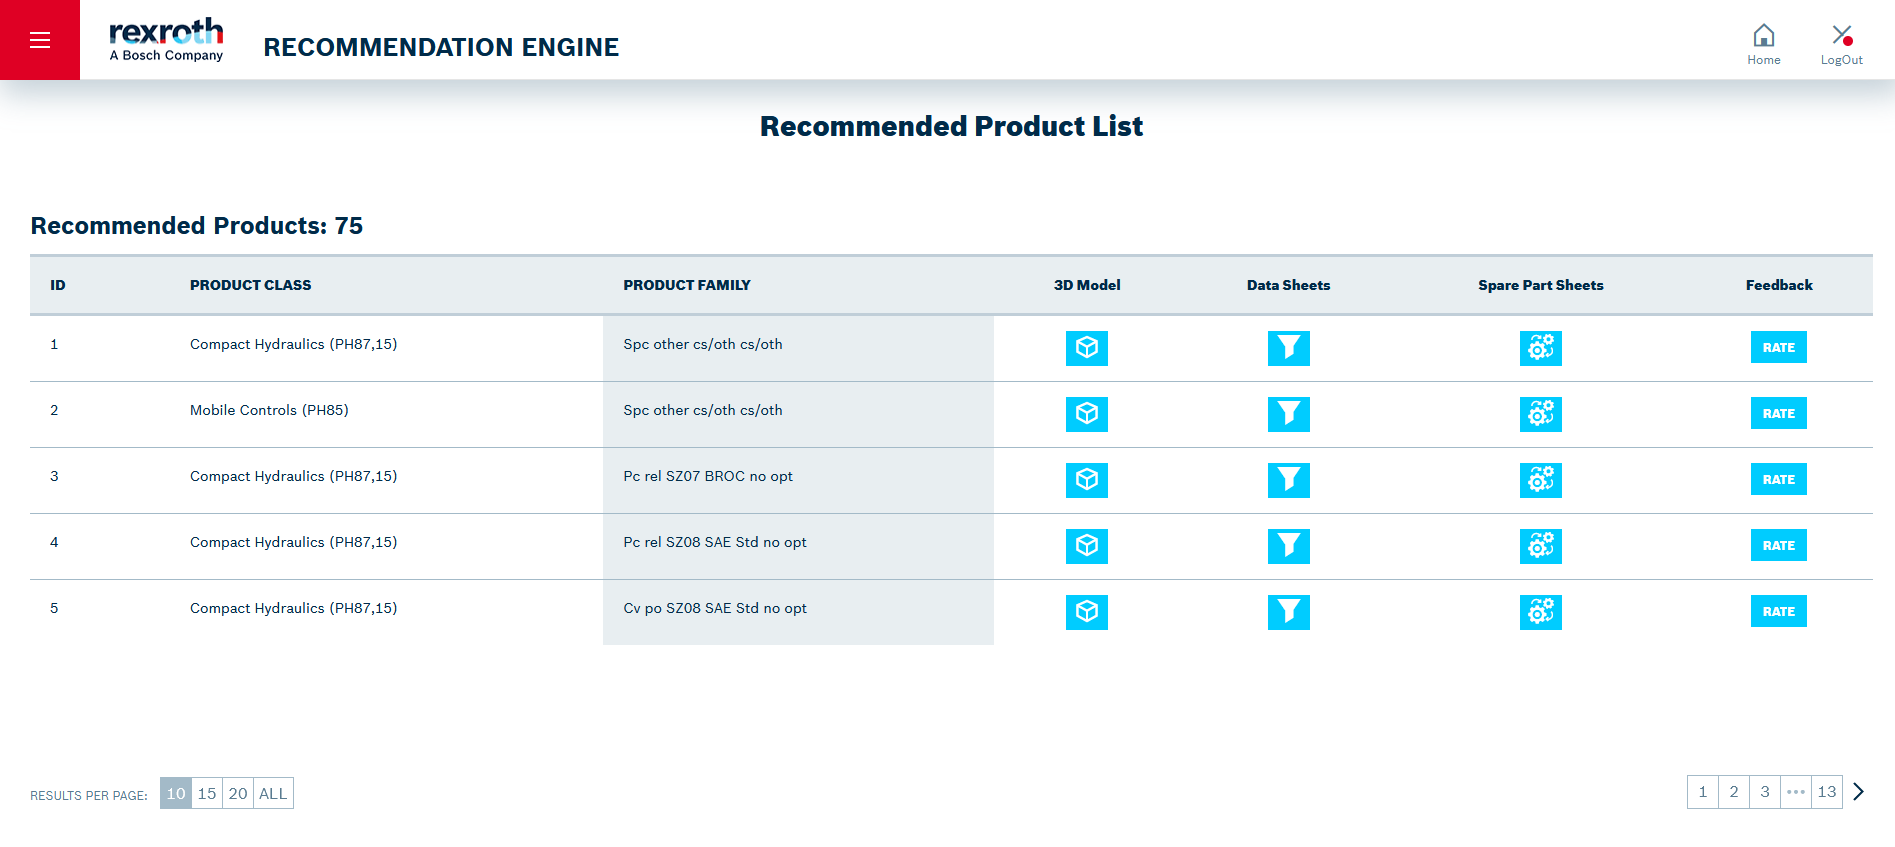 rexroth
A Bosch Company
RECOMMENDATION ENGINE
Home
LogOut
Recommended Product List
Recommended Products: 75
ID PRODUCT CLASS PRODUCT FAMILY 3D Model Data Sheets Spare Part Sheets Feedback
1 Compact Hydraulics (PH87,15) Spc other cs/oth cs/oth RATE
2 Mobile Controls (PH85) Spc other cs/oth cs/oth RATE
3 Compact Hydraulics (PH87,15) Pc rel SZ07 BROC no opt RATE
4 Compact Hydraulics (PH87,15) Pc rel SZ08 SAE Std no opt RATE
5 Compact Hydraulics (PH87,15) Cv po SZ08 SAE Std no opt RATE
RESULTS PER PAGE: 10 15 20 ALL
1 2 3 ••• 13